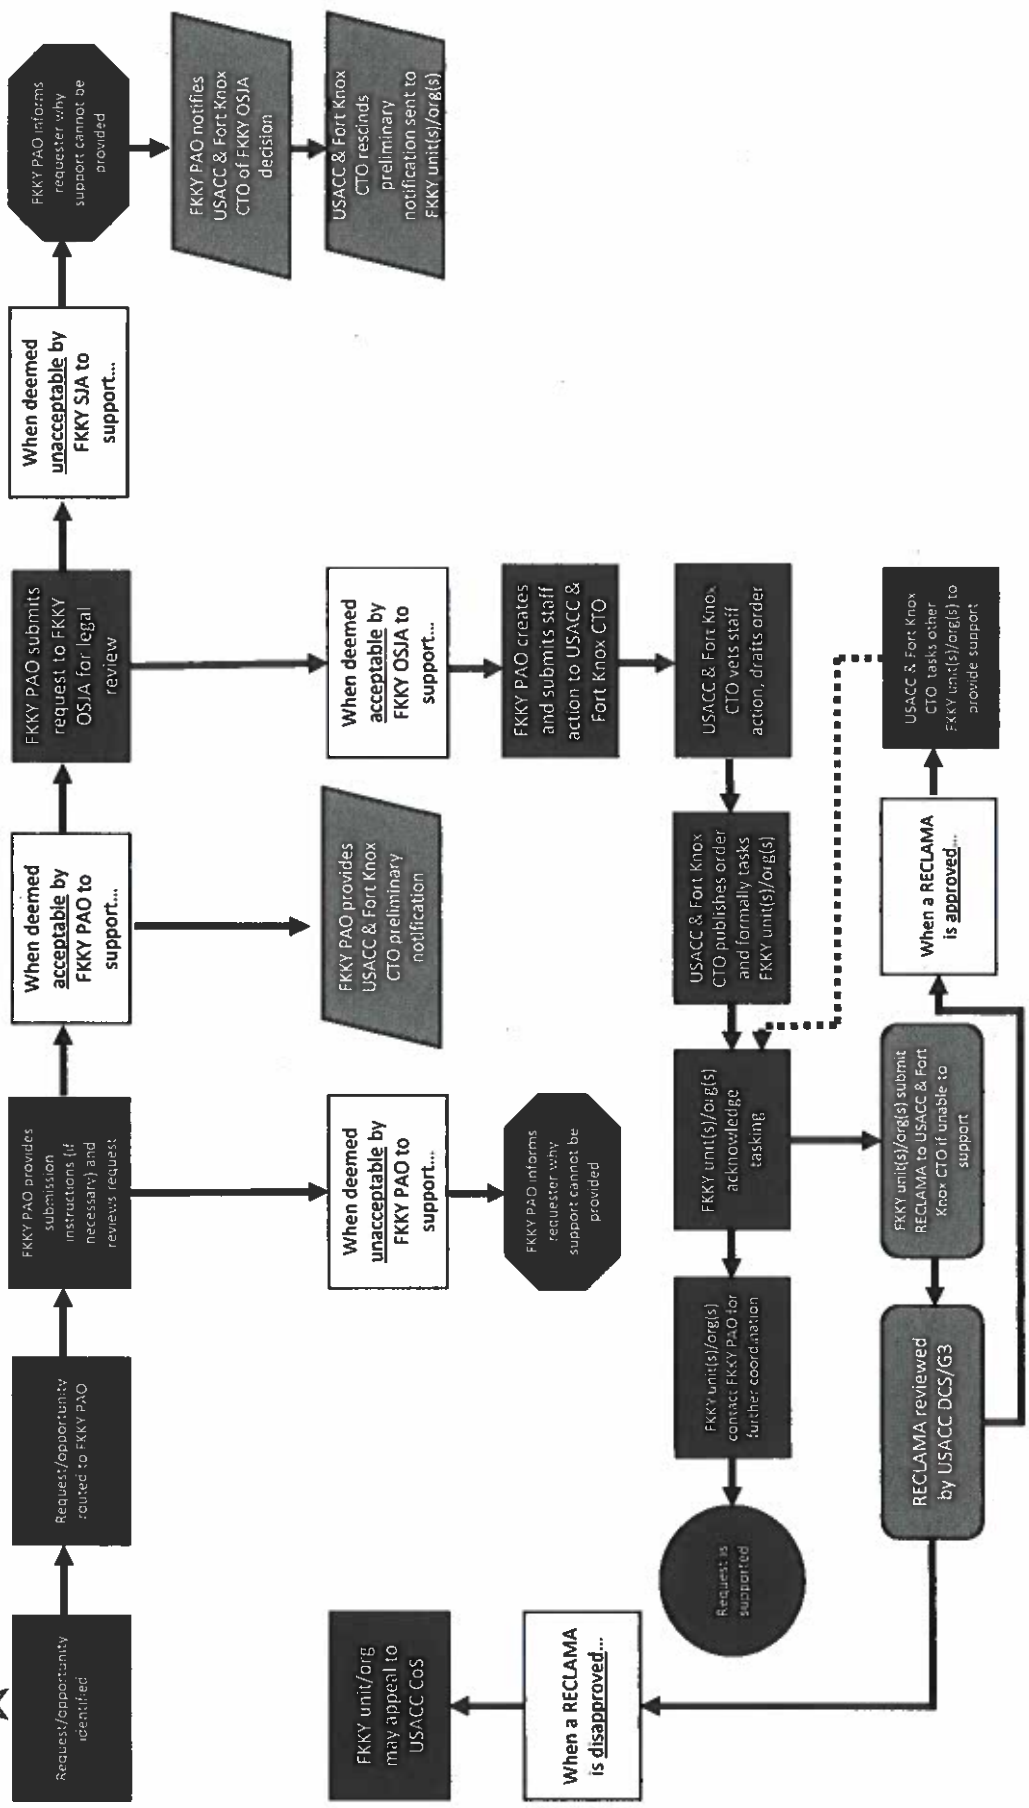 Request/opportunity
identified
Request/opportunity
routed to FKKY PAO
FKKY PAO provides
submission
instructions (if
necessary) and
reviews request
When deemed
acceptable by
FKKY PAO to
support...
FKKY PAO submits
request to FKKY
OSJA for legal
review
When deemed
unacceptable by
FKKY SJA to
support...
FKKY PAO informs
requester why
support cannot be
provided
FKKY PAO notifies
USACC & Fort Knox
CTO of FKKY OSJA
decision
USACC & Fort Knox
CTO rescinds
preliminary
notification sent to
FKKY unit(s)/org(s)
When deemed
unacceptable by
FKKY PAO to
support...
FKKY PAO informs
requester why
support cannot be
provided
FKKY PAO provides
USACC & Fort Knox
CTO preliminary
notification
When deemed
acceptable by
FKKY OSJA to
support...
FKKY PAO creates
and submits staff
action to USACC &
Fort Knox CTO
USACC & Fort Knox
CTO vets staff
action, drafts order
USACC & Fort Knox
CTO publishes order
and formally tasks
FKKY unit(s)/org(s)
FKKY unit(s)/org(s)
acknowledge
tasking
FKKY unit(s)/org(s)
contact FKKY PAO for
further coordination
Request is
supported
FKKY unit(s)/org(s) submit
RECLAMA to USACC & Fort
Knox CTO if unable to
support
RECLAMA reviewed
by USACC DCS/G3
When a RECLAMA
is approved...
USACC & Fort Knox
CTO tasks other
FKKY unit(s)/org(s) to
provide support
When a RECLAMA
is disapproved...
FKKY unit/org
may appeal to
USACC CoS